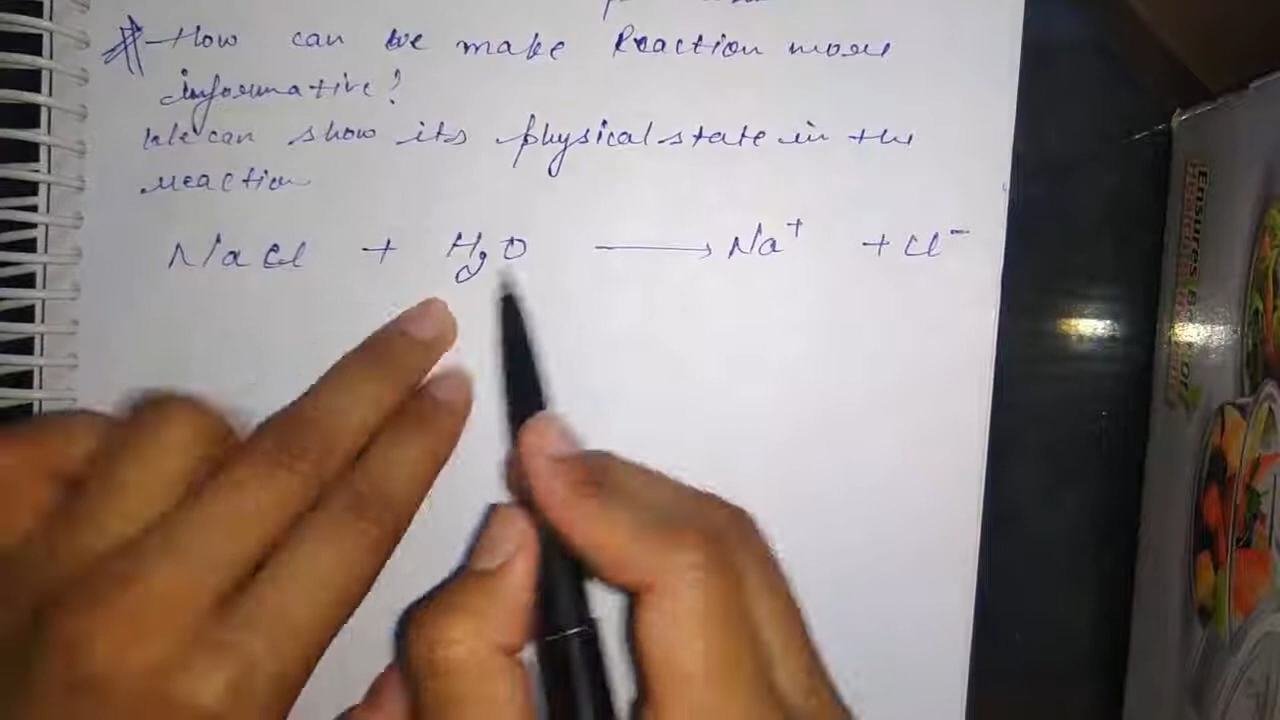 How can we make Reaction more
informative?
We can show its physical state in the
reaction
NaCl + H2O → Na+ + Cl-
Ensures